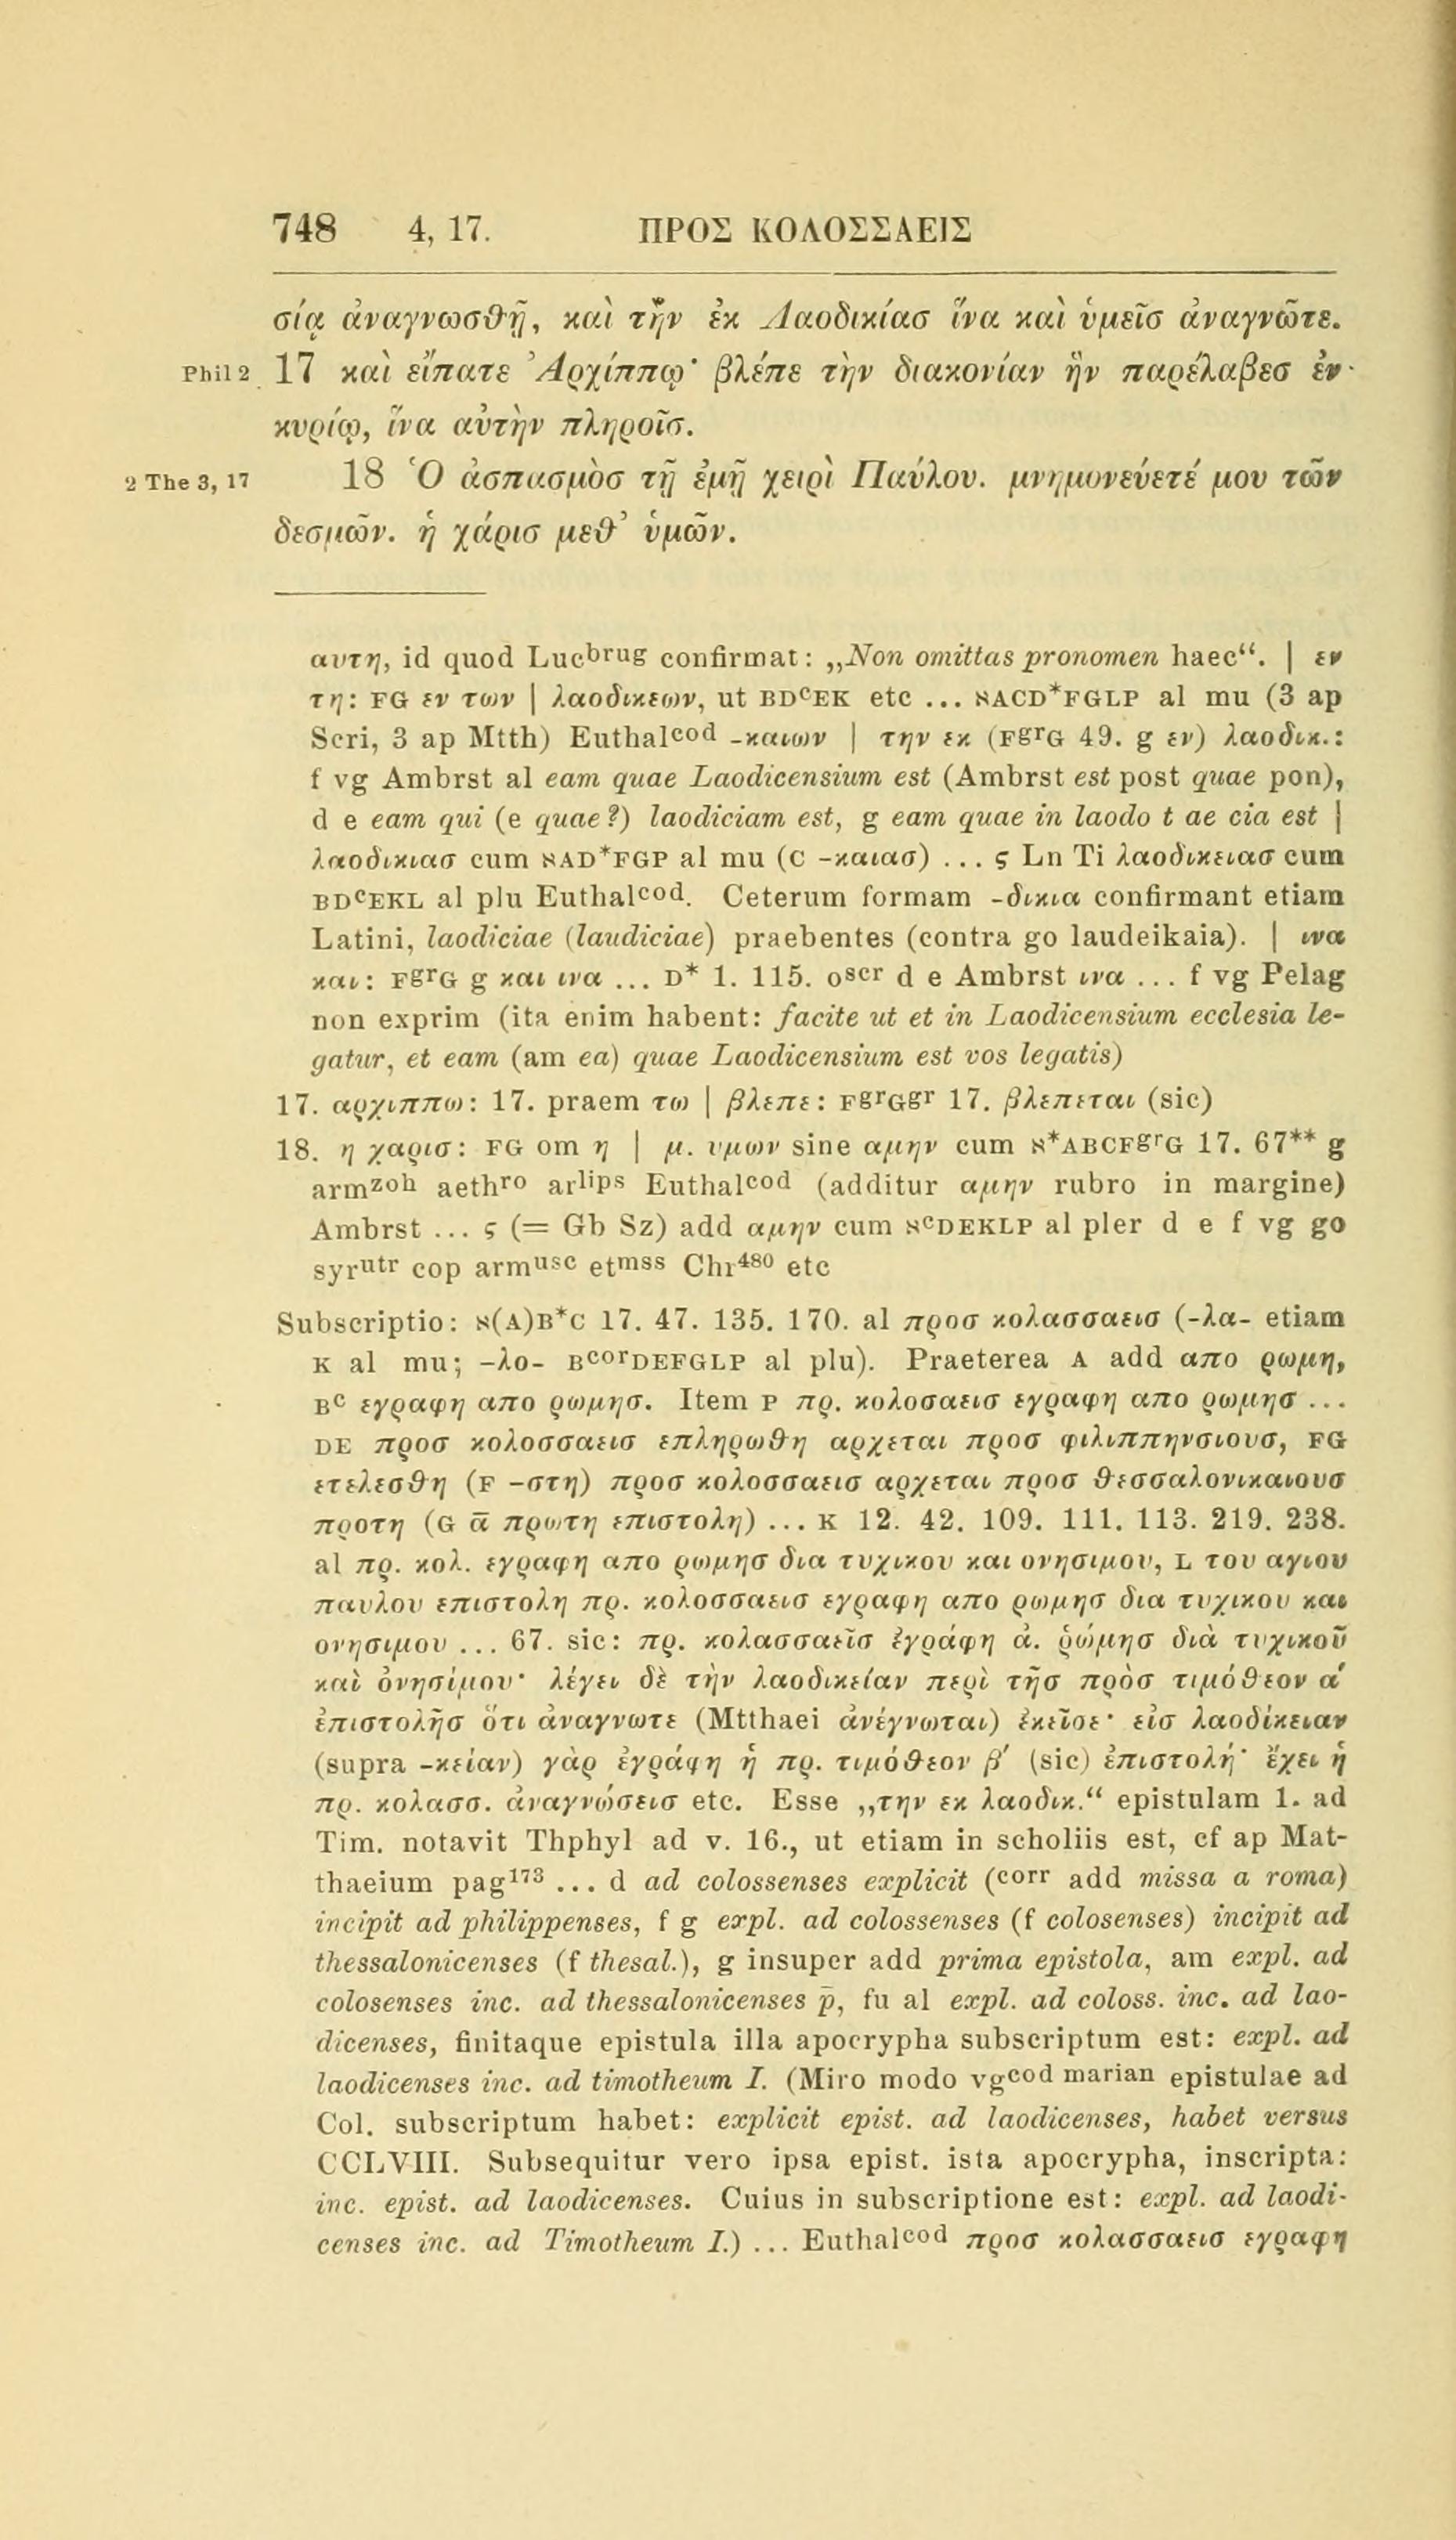 748 4, 17. ΠΡΟΣ ΚΟΛΟΣΣΑΕΙΣ
σίᾳ ἀναγνωσθῇ, καὶ τὴν ἐκ Λαοδικίασ ἵνα καὶ ὑμεῖσ ἀναγνῶτε.
Phil 2 17 καὶ εἴπατε Ἀρχίππῳ· βλέπε τὴν διακονίαν ἣν παρέλαβεσ ἐν
κυρίῳ, ἵνα αὐτὴν πληροῖσ.
2 The 3, 17 18 Ὁ ἀσπασμὸσ τῇ ἐμῇ χειρὶ Παύλου. μνημονεύετέ μου τῶν
δεσμῶν. ἡ χάρισ μεθ’ ὑμῶν.
αυτη, id quod Lucbrug confirmat: „Non omittas pronomen haec“. | εν
τη: FG εν των | λαοδικεων, ut BDcEK etc ... אACD*FGLP al mu (3 ap
Scri, 3 ap Mtth) Euthalcod -καιων | την εκ (FgrG 49. g εν) λαοδικ.:
f vg Ambrst al eam quae Laodicensium est (Ambrst est post quae pon),
d e eam qui (e quae?) laodiciam est, g eam quae in laodo t ae cia est |
λαοδικιασ cum אAD*FGP al mu (C -καιασ) ... ς Ln Ti λαοδικειασ cum
BDcEKL al plu Euthalcod. Ceterum formam -δικια confirmant etiam
Latini, laodiciae (laudiciae) praebentes (contra go laudeikaia). | ινα
και: FgrG g και ινα ... D* 1. 115. oscr d e Ambrst ινα ... f vg Pelag
non exprim (ita enim habent: facite ut et in Laodicensium ecclesia le-
gatur, et eam (am ea) quae Laodicensium est vos legatis)
17. αρχιππω: 17. praem τω | βλεπε: FgrGgr 17. βλεπεται (sic)
18. η χαρισ: FG om η | μ. υμων sine αμην cum א*ABCFgrG 17. 67** g
armzoh aethro arlips Euthalcod (additur αμην rubro in margine)
Ambrst ... ς (= Gb Sz) add αμην cum אcDEKLP al pler d e f vg go
syrutr cop armusc etmss Chr480 etc
Subscriptio: א(A)B*C 17. 47. 135. 170. al προσ κολασσαεισ (-λα- etiam
K al mu; -λο- BcorDEFGLP al plu). Praeterea A add απο ρωμη,
Bc εγραφη απο ρωμησ. Item P πρ. κολοσαεισ εγραφη απο ρωμησ ...
DE προσ κολοσσαεισ επληρωθη αρχεται προσ φιλιππηνσιουσ, FG
ετελεσθη (F -στη) προσ κολοσσαεισ αρχεται προσ θεσσαλονικαιουσ
προτη (G ᾱ πρωτη επιστολη) ... K 12. 42. 109. 111. 113. 219. 238.
al πρ. κολ. εγραφη απο ρωμησ δια τυχικου και ονησιμου, L του αγιου
παυλου επιστολη πρ. κολοσσαεισ εγραφη απο ρωμησ δια τυχικου και
ονησιμου ... 67. sic: πρ. κολασσαεῖσ ἐγράφη ἀ. ῥώμησ διὰ τυχικοῦ
καὶ ὀνησίμου· λέγει δὲ τὴν λαοδικείαν περὶ τῆσ πρὸσ τιμόθεον α΄
ἐπιστολῆσ ὅτι ἀναγνωτε (Mtthaei ἀνέγνωται) ἐκεῖσε· εἰσ λαοδίκειαν
(supra -κείαν) γὰρ ἐγράφη ἡ πρ. τιμόθεον β΄ (sic) ἐπιστολή· ἔχει ἡ
πρ. κολασσ. ἀναγνώσεισ etc. Esse „την εκ λαοδικ.“ epistulam 1. ad
Tim. notavit Thphyl ad v. 16., ut etiam in scholiis est, cf ap Mat-
thaeium pag173 ... d ad colossenses explicit (corr add missa a roma)
incipit ad philippenses, f g expl. ad colossenses (f colosenses) incipit ad
thessalonicenses (f thesal.), g insuper add prima epistola, am expl. ad
colosenses inc. ad thessalonicenses p̄, fu al expl. ad coloss. inc. ad lao-
dicenses, finitaque epistula illa apocrypha subscriptum est: expl. ad
laodicenses inc. ad timotheum I. (Miro modo vgcod marian epistulae ad
Col. subscriptum habet: explicit epist. ad laodicenses, habet versus
CCLVIII. Subsequitur vero ipsa epist. ista apocrypha, inscripta:
inc. epist. ad laodicenses. Cuius in subscriptione est: expl. ad laodi-
censes inc. ad Timotheum I.) ... Euthalcod προσ κολασσαεισ εγραφη